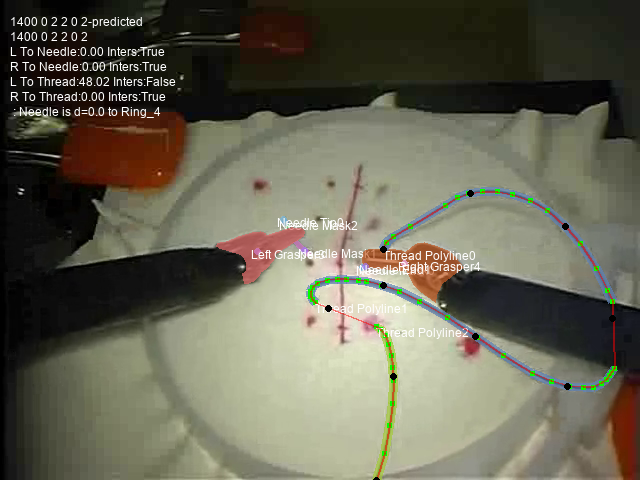 1400 0 2 2 0 2-predicted
1400 0 2 2 0 2
L To Needle:0.00 Inters:True
R To Needle:0.00 Inters:True
L To Thread:48.02 Inters:False
R To Thread:0.00 Inters:True
: Needle is d=0.0 to Ring_4
Needle Tip0
Needle Mask2
Left Grasper
Needle Mask
Thread Polyline0
Right Grasper4
Needle End1
Thread Polyline1
Thread Polyline2